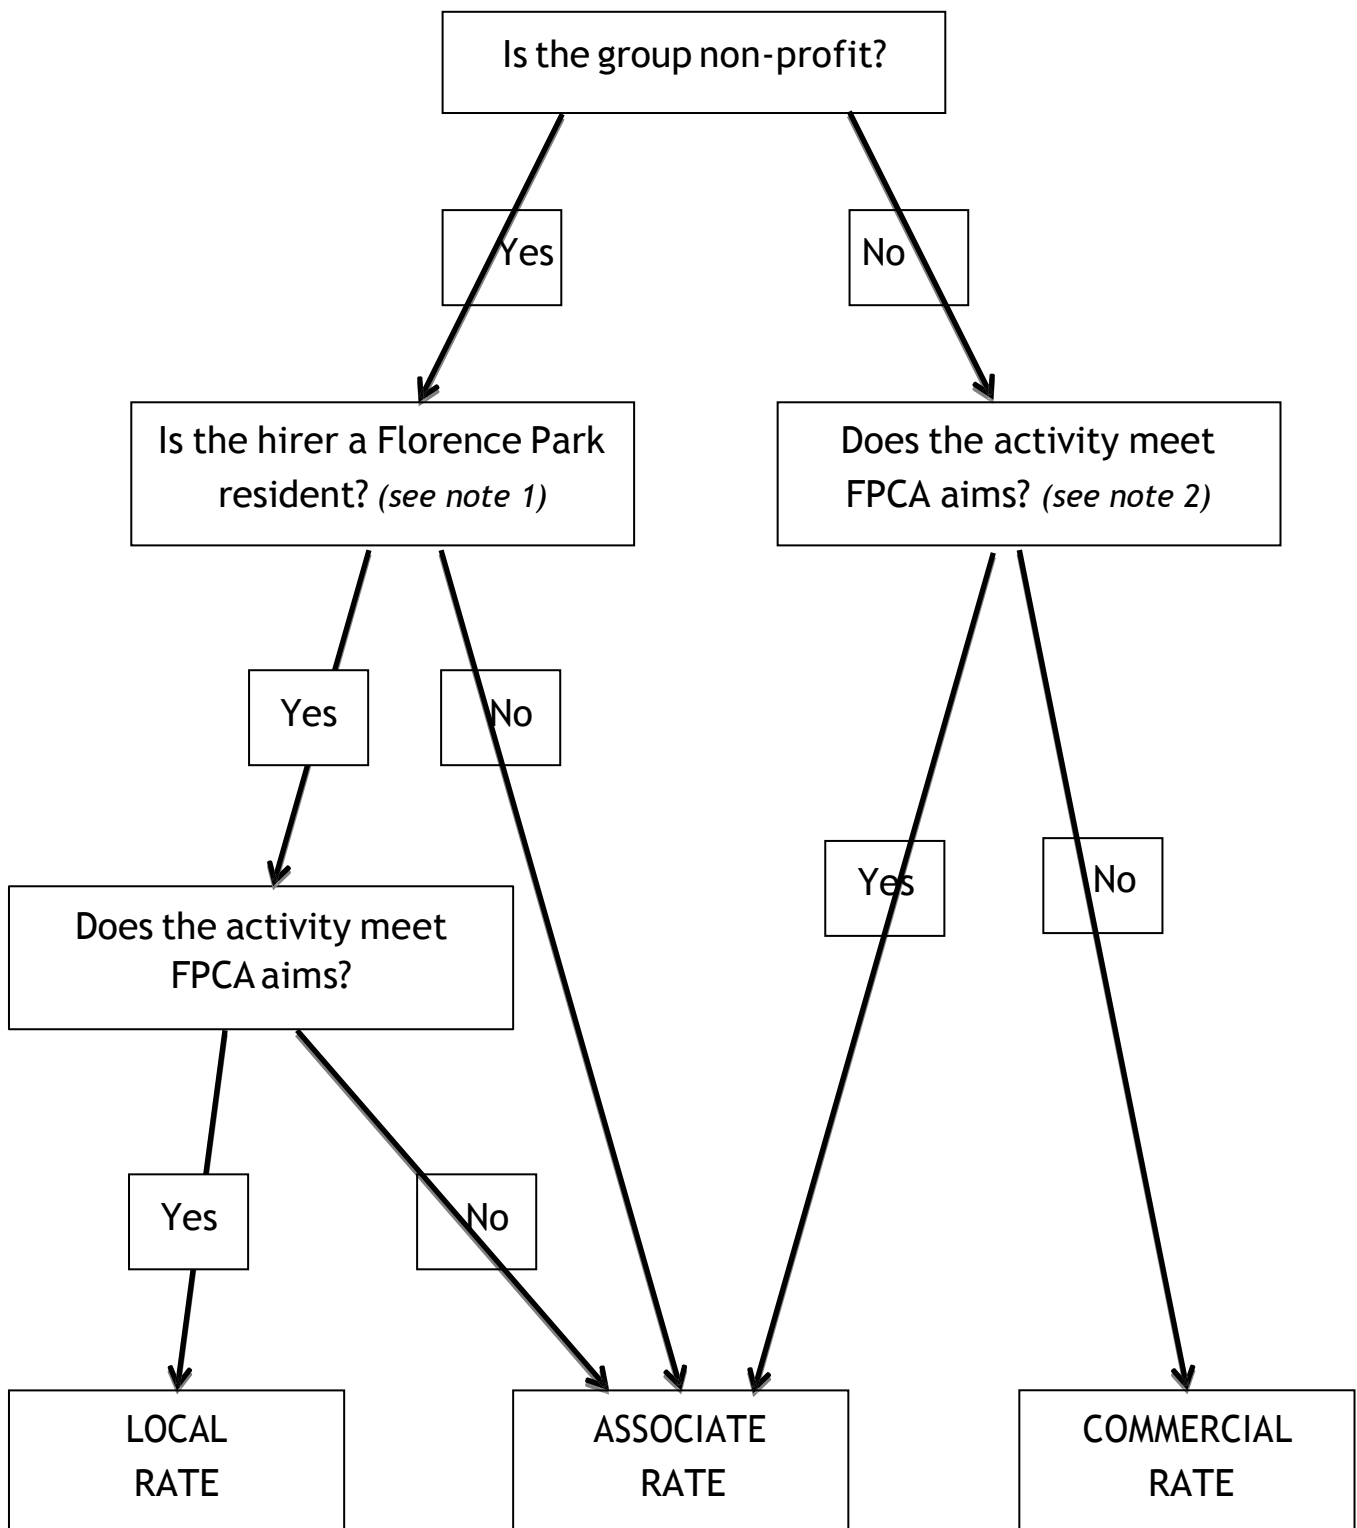 Is the group non-profit?
Yes
No
Is the hirer a Florence Park
resident? (see note 1)
Does the activity meet
FPCA aims? (see note 2)
Yes
No
Yes
No
Does the activity meet
FPCA aims?
Yes
No
LOCAL
RATE
ASSOCIATE
RATE
COMMERCIAL
RATE